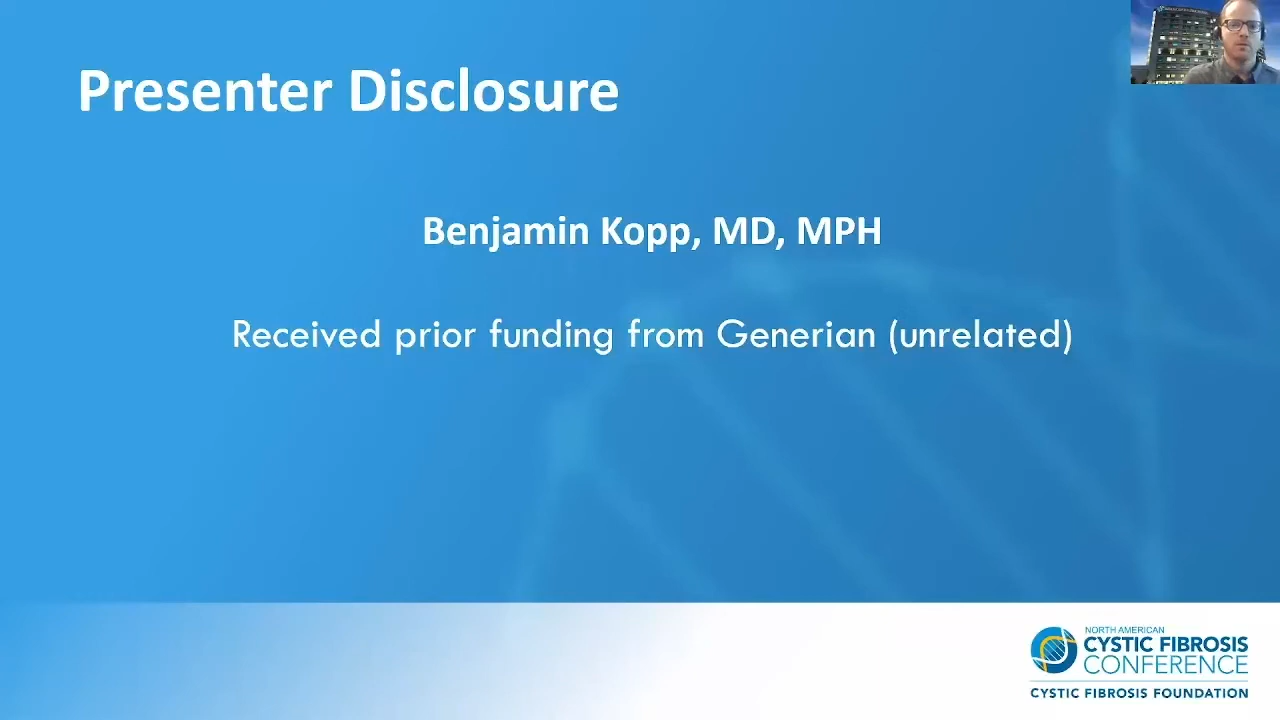 Presenter Disclosure
Benjamin Kopp, MD, MPH
Received prior funding from Generian (unrelated)
NORTH AMERICAN
CYSTIC FIBROSIS
CONFERENCE
CYSTIC FIBROSIS FOUNDATION